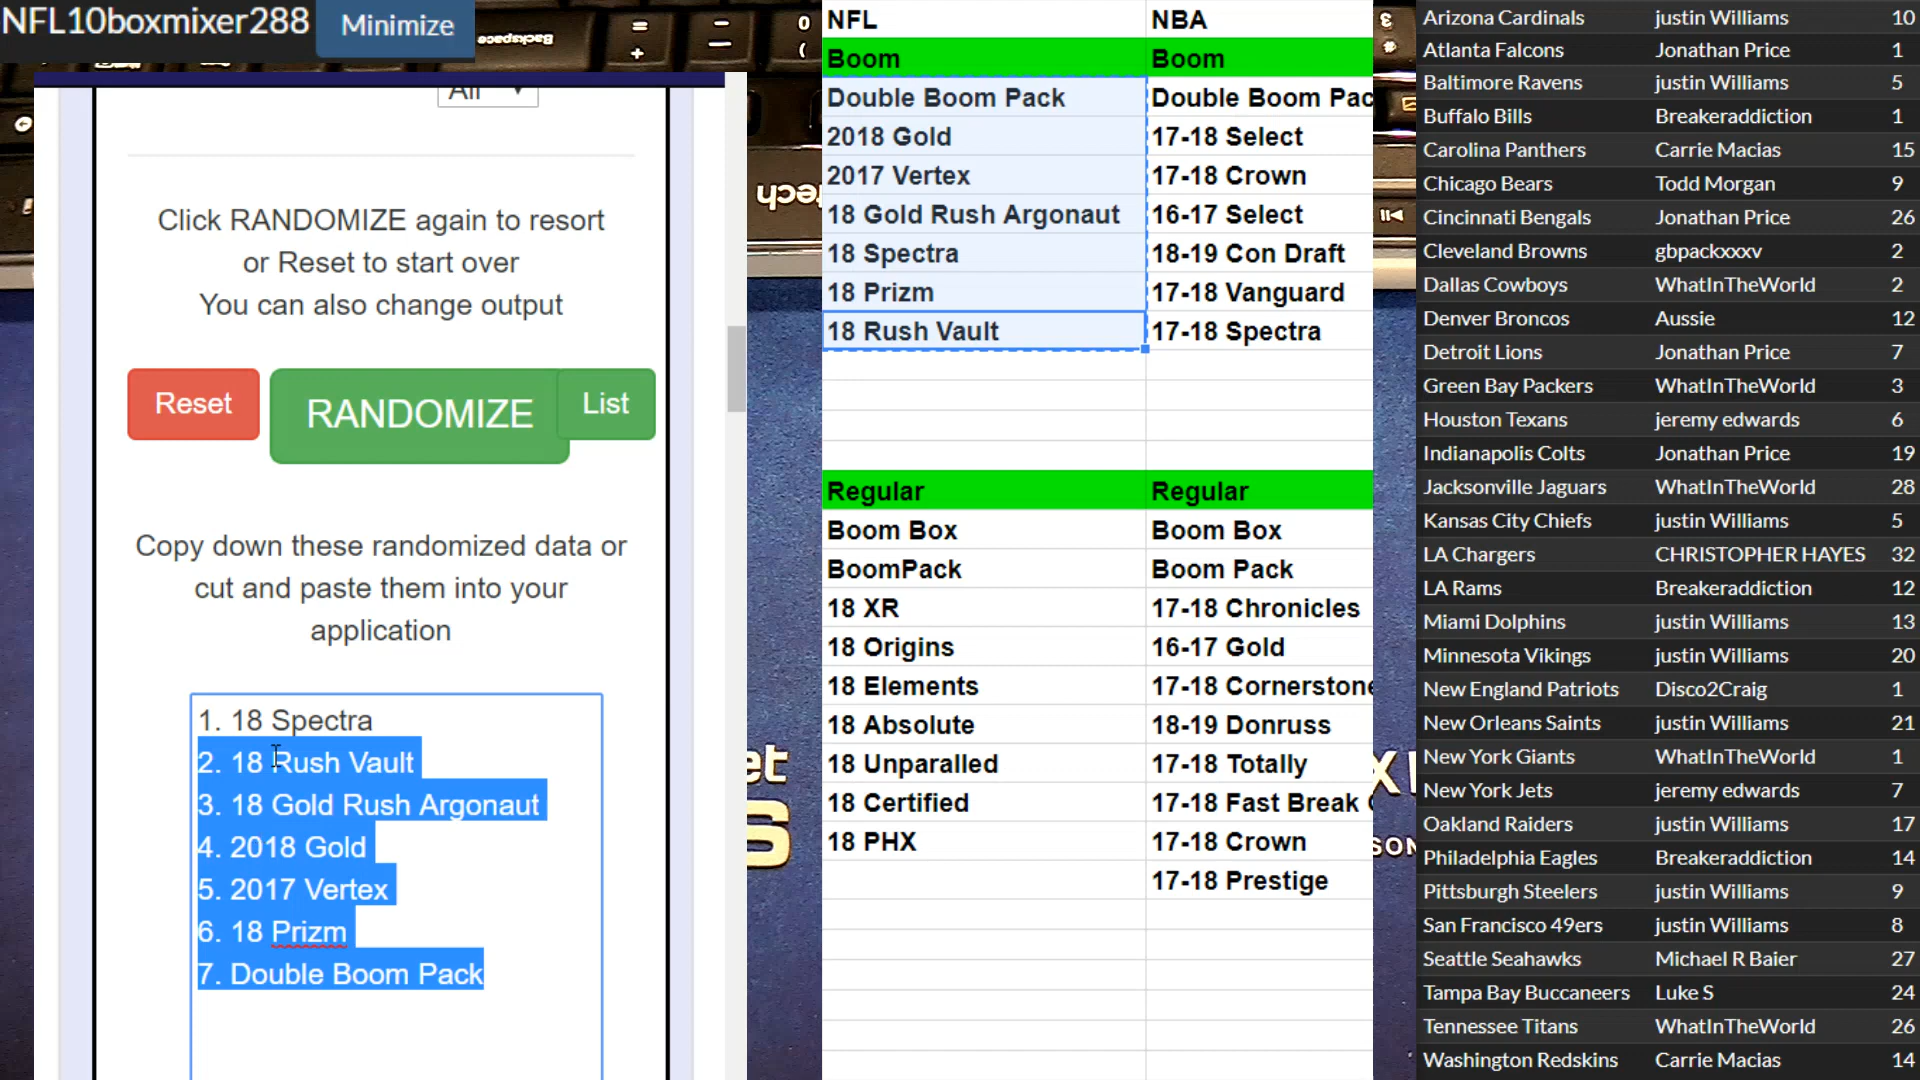 NFL10boxmixer288
Minimize
All
Click RANDOMIZE again to resort
or Reset to start over
You can also change output
Reset
RANDOMIZE
List
Copy down these randomized data or
cut and paste them into your
application
1. 18 Spectra
2. 18 Rush Vault
3. 18 Gold Rush Argonaut
4. 2018 Gold
5. 2017 Vertex
6. 18 Prizm
7. Double Boom Pack
Backspace
NFL NBA
Boom Boom
Double Boom Pack Double Boom Pac
2018 Gold 17-18 Select
2017 Vertex 17-18 Crown
18 Gold Rush Argonaut 16-17 Select
18 Spectra 18-19 Con Draft
18 Prizm 17-18 Vanguard
18 Rush Vault 17-18 Spectra
Regular Regular
Boom Box Boom Box
BoomPack Boom Pack
18 XR 17-18 Chronicles
18 Origins 16-17 Gold
18 Elements 17-18 Cornerstone
18 Absolute 18-19 Donruss
18 Unparalled 17-18 Totally
18 Certified 17-18 Fast Break
18 PHX 17-18 Crown
17-18 Prestige
Arizona Cardinals justin Williams 10
Atlanta Falcons Jonathan Price 1
Baltimore Ravens justin Williams 5
Buffalo Bills Breakeraddiction 1
Carolina Panthers Carrie Macias 15
Chicago Bears Todd Morgan 9
Cincinnati Bengals Jonathan Price 26
Cleveland Browns gbpackxxxv 2
Dallas Cowboys WhatInTheWorld 2
Denver Broncos Aussie 12
Detroit Lions Jonathan Price 7
Green Bay Packers WhatInTheWorld 3
Houston Texans jeremy edwards 6
Indianapolis Colts Jonathan Price 19
Jacksonville Jaguars WhatInTheWorld 28
Kansas City Chiefs justin Williams 5
LA Chargers CHRISTOPHER HAYES 32
LA Rams Breakeraddiction 12
Miami Dolphins justin Williams 13
Minnesota Vikings justin Williams 20
New England Patriots Disco2Craig 1
New Orleans Saints justin Williams 21
New York Giants WhatInTheWorld 1
New York Jets jeremy edwards 7
Oakland Raiders justin Williams 17
Philadelphia Eagles Breakeraddiction 14
Pittsburgh Steelers justin Williams 9
San Francisco 49ers justin Williams 8
Seattle Seahawks Michael R Baier 27
Tampa Bay Buccaneers Luke S 24
Tennessee Titans WhatInTheWorld 26
Washington Redskins Carrie Macias 14